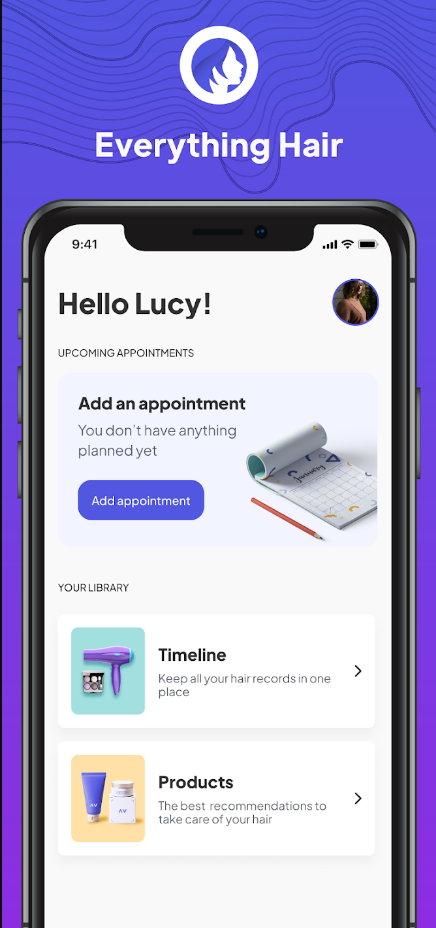 Everything Hair
9:41
Hello Lucy!
UPCOMING APPOINTMENTS
Add an appointment
You don't have anything
planned yet
Add appointment
January
YOUR LIBRARY
Timeline
Keep all your hair records in one
place
Products
The best recommendations to
take care of your hair